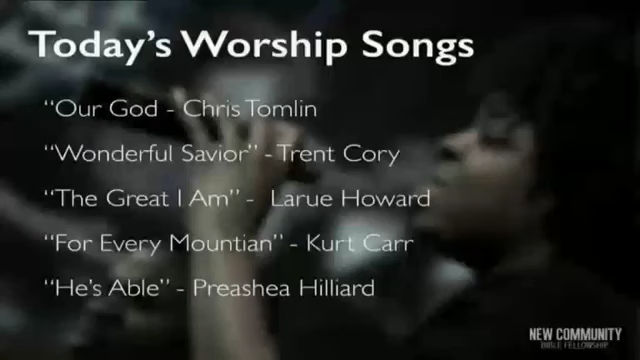 Today's Worship Songs
"Our God - Chris Tomlin
"Wonderful Savior" - Trent Cory
"The Great I Am" - Larue Howard
"For Every Mountian" - Kurt Carr
"He's Able" - Preashea Hilliard
NEW COMMUNITY
BIBLE FELLOWSHIP